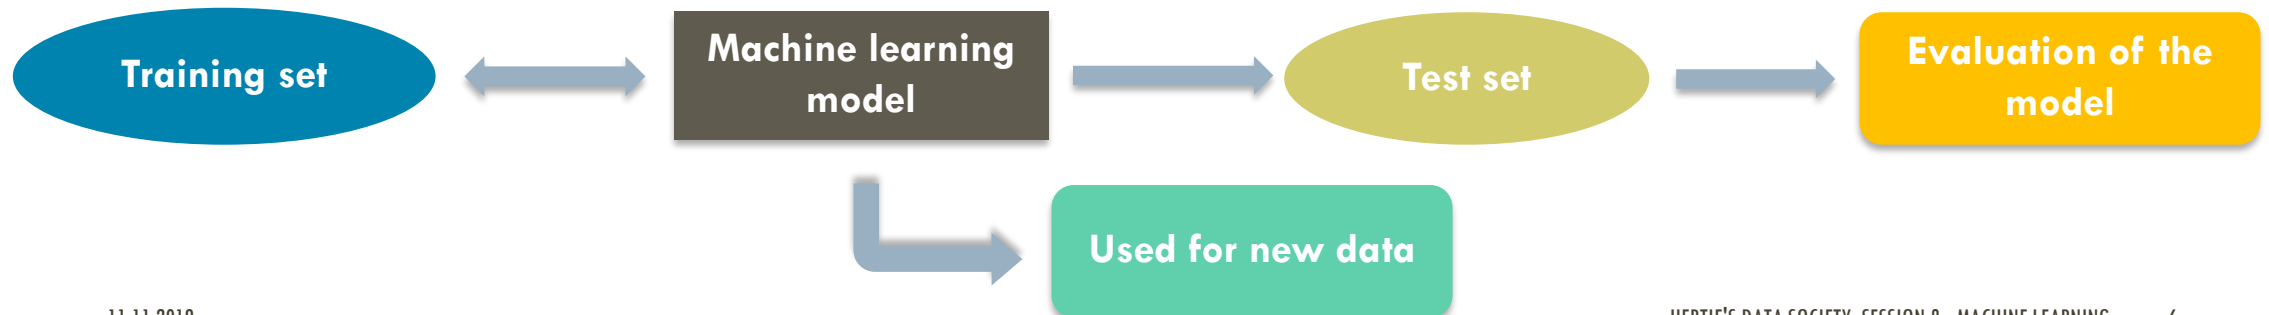 Training set
Machine learning
model
Test set
Evaluation of the
model
Used for new data